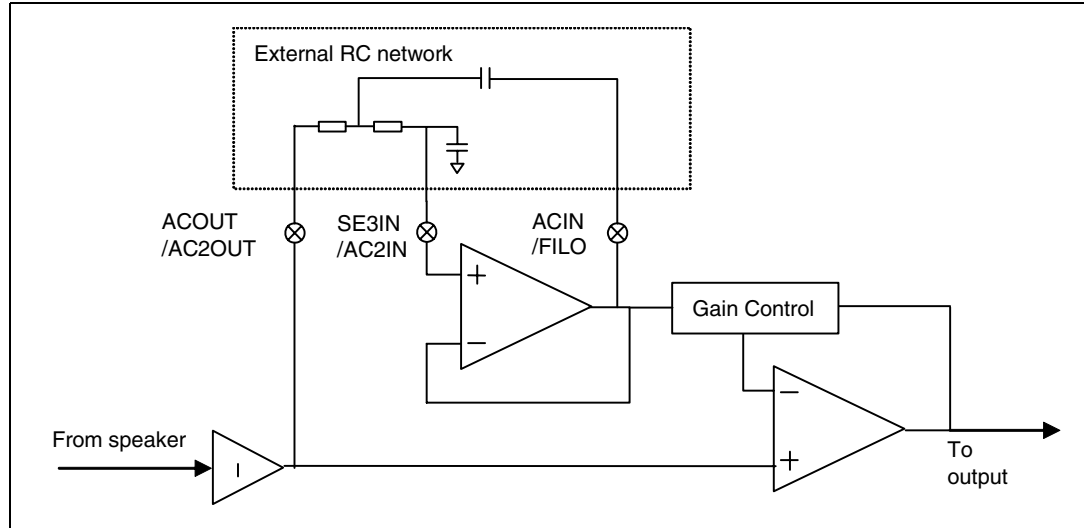 External RC network
ACOUT
/AC2OUT
SE3IN
/AC2IN
ACIN
/FILO
+
−
Gain Control
−
+
From speaker
−
To
output